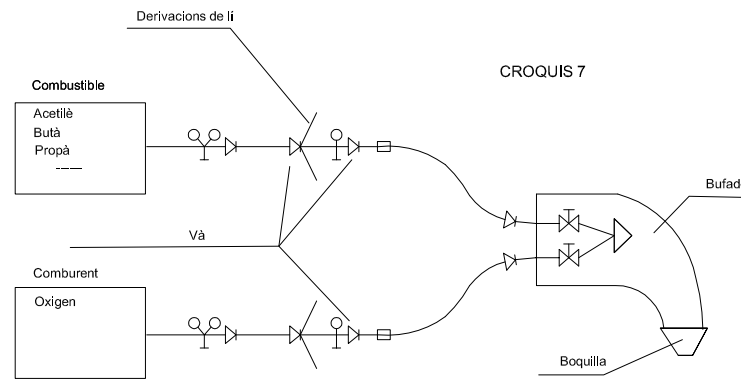 Derivacions de lí
CROQUIS 7
Combustible
Acetilè
Butà
Propà
Bufad
Và
Comburent
Oxigen
Boquilla